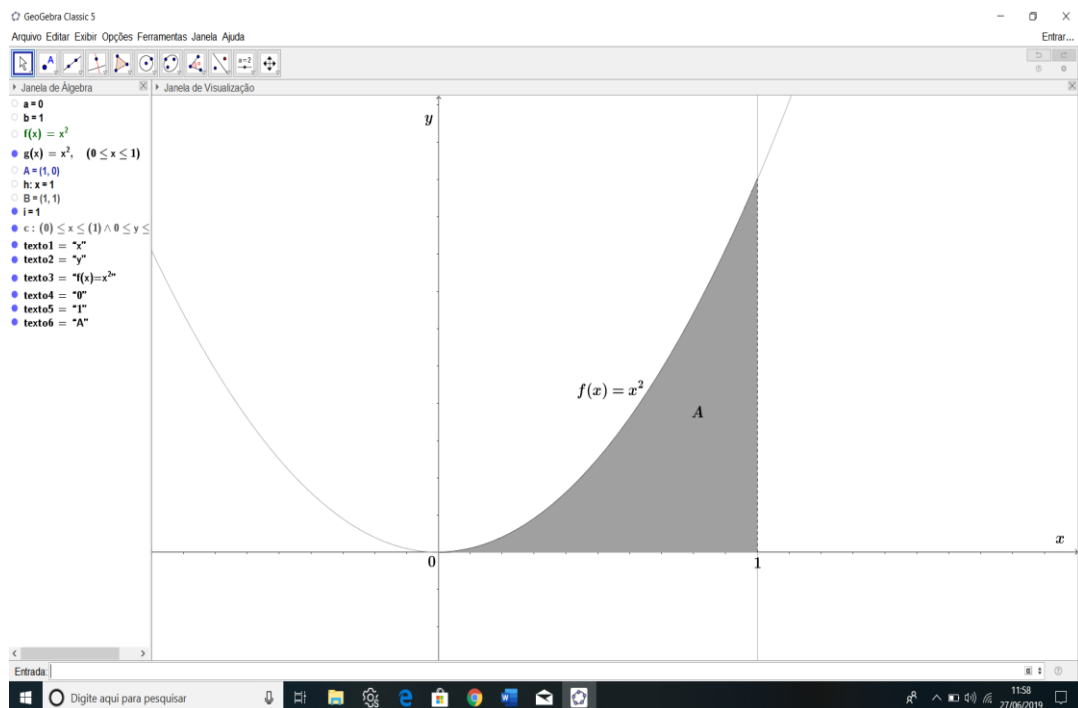 GeoGebra Classic 5
Arquivo Editar Exibir Opções Ferramentas Janela Ajuda
Entrar...
A
a=2
Janela de Álgebra
Janela de Visualização
a = 0
b = 1
f(x) = x²
g(x) = x², (0 ≤ x ≤ 1)
A = (1, 0)
h: x = 1
B = (1, 1)
i = 1
c : (0) ≤ x ≤ (1) ∧ 0 ≤ y ≤
texto1 = "x"
texto2 = "y"
texto3 = "f(x)=x²"
texto4 = "0"
texto5 = "1"
texto6 = "A"
y
f(x) = x²
A
x
0
1
Entrada:
Digite aqui para pesquisar
11:58
27/06/2019